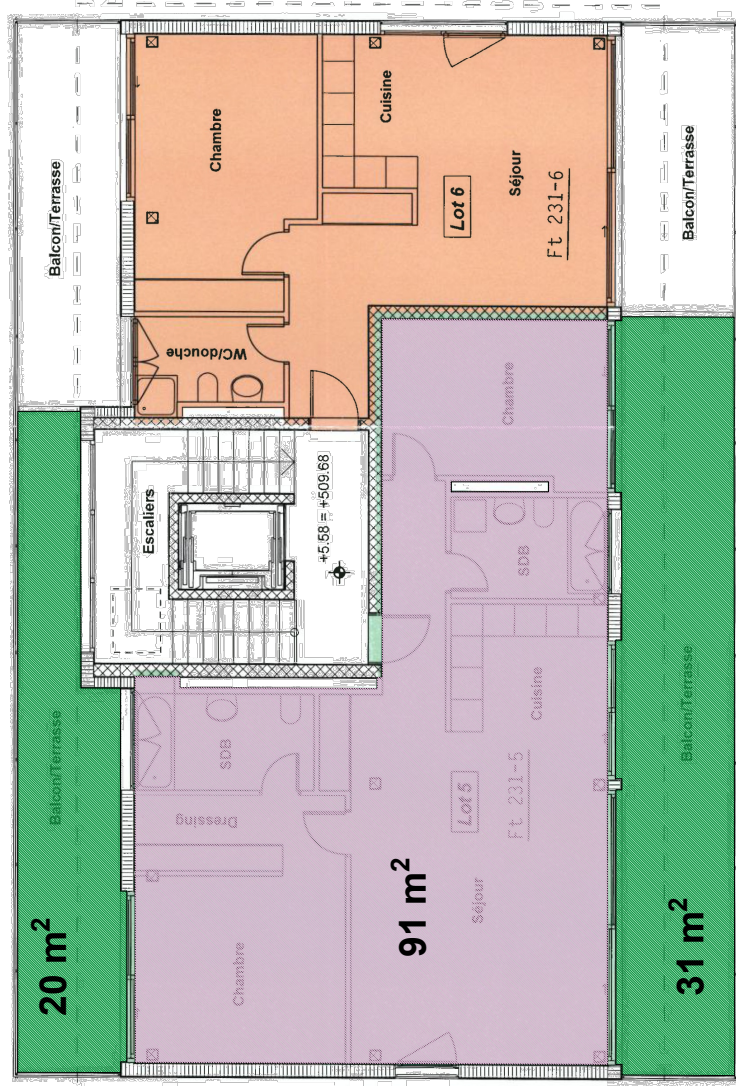 Balcon/Terrasse
Chambre
Cuisine
Séjour
Lot 6
Ft 231-6
Balcon/Terrasse
WC/douche
Escaliers
+5.58 = +509.68
Chambre
SDB
Cuisine
Balcon/Terrasse
SDB
Dressing
Lot 5
Ft 231-5
Séjour
Chambre
Balcon/Terrasse
20 m²
91 m²
31 m²